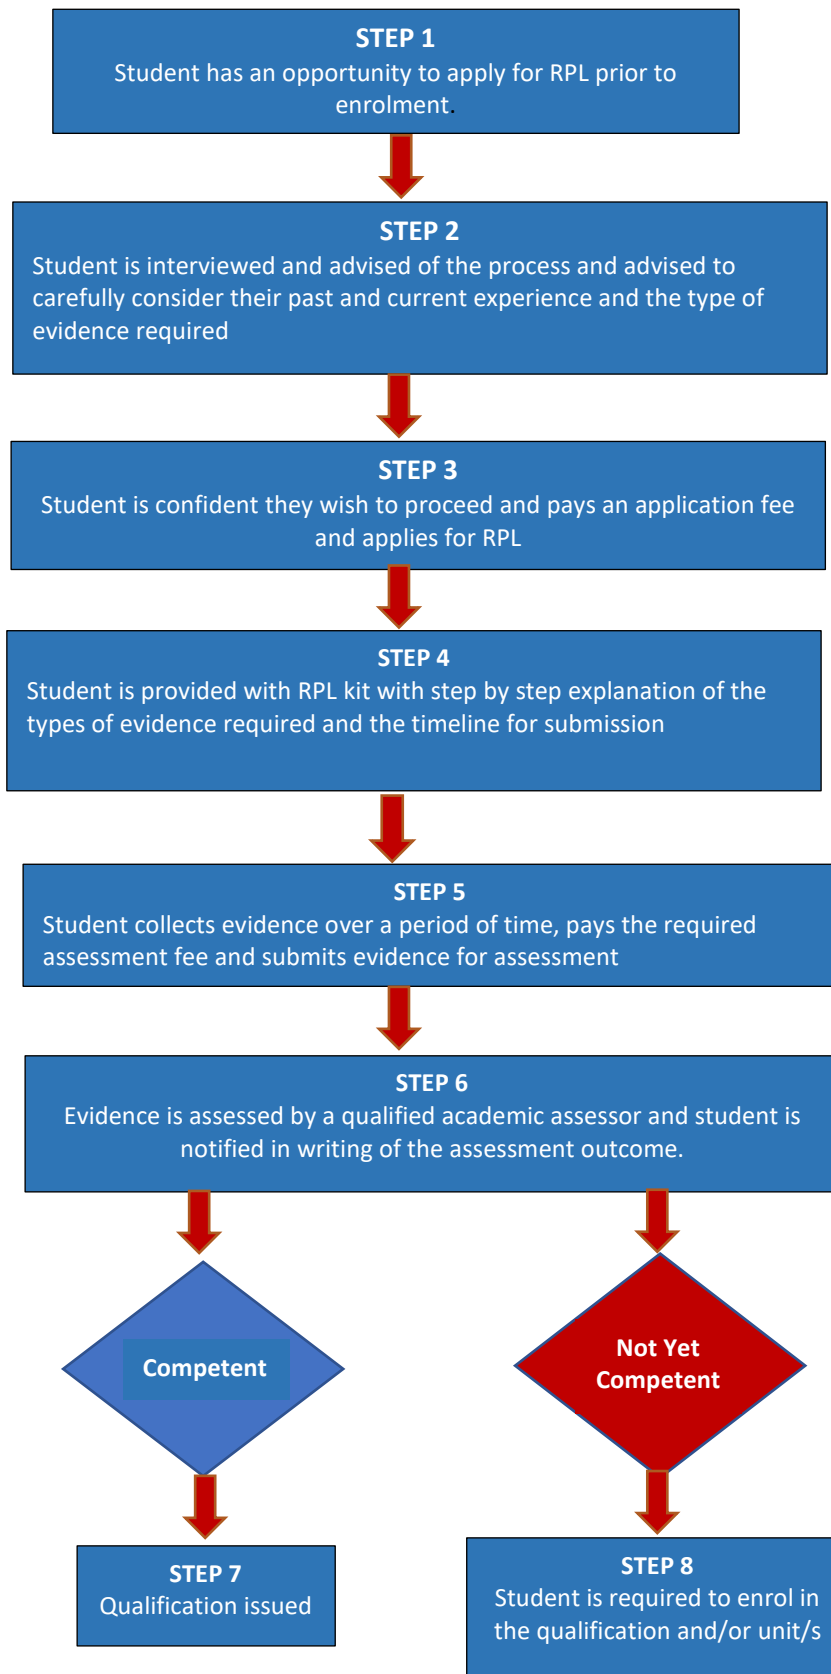 STEP 1
Student has an opportunity to apply for RPL prior to
enrolment.
STEP 2
Student is interviewed and advised of the process and advised to
carefully consider their past and current experience and the type of
evidence required
STEP 3
Student is confident they wish to proceed and pays an application fee
and applies for RPL
STEP 4
Student is provided with RPL kit with step by step explanation of the
types of evidence required and the timeline for submission
STEP 5
Student collects evidence over a period of time, pays the required
assessment fee and submits evidence for assessment
STEP 6
Evidence is assessed by a qualified academic assessor and student is
notified in writing of the assessment outcome.
Competent
Not Yet
Competent
STEP 7
Qualification issued
STEP 8
Student is required to enrol in
the qualification and/or unit/s